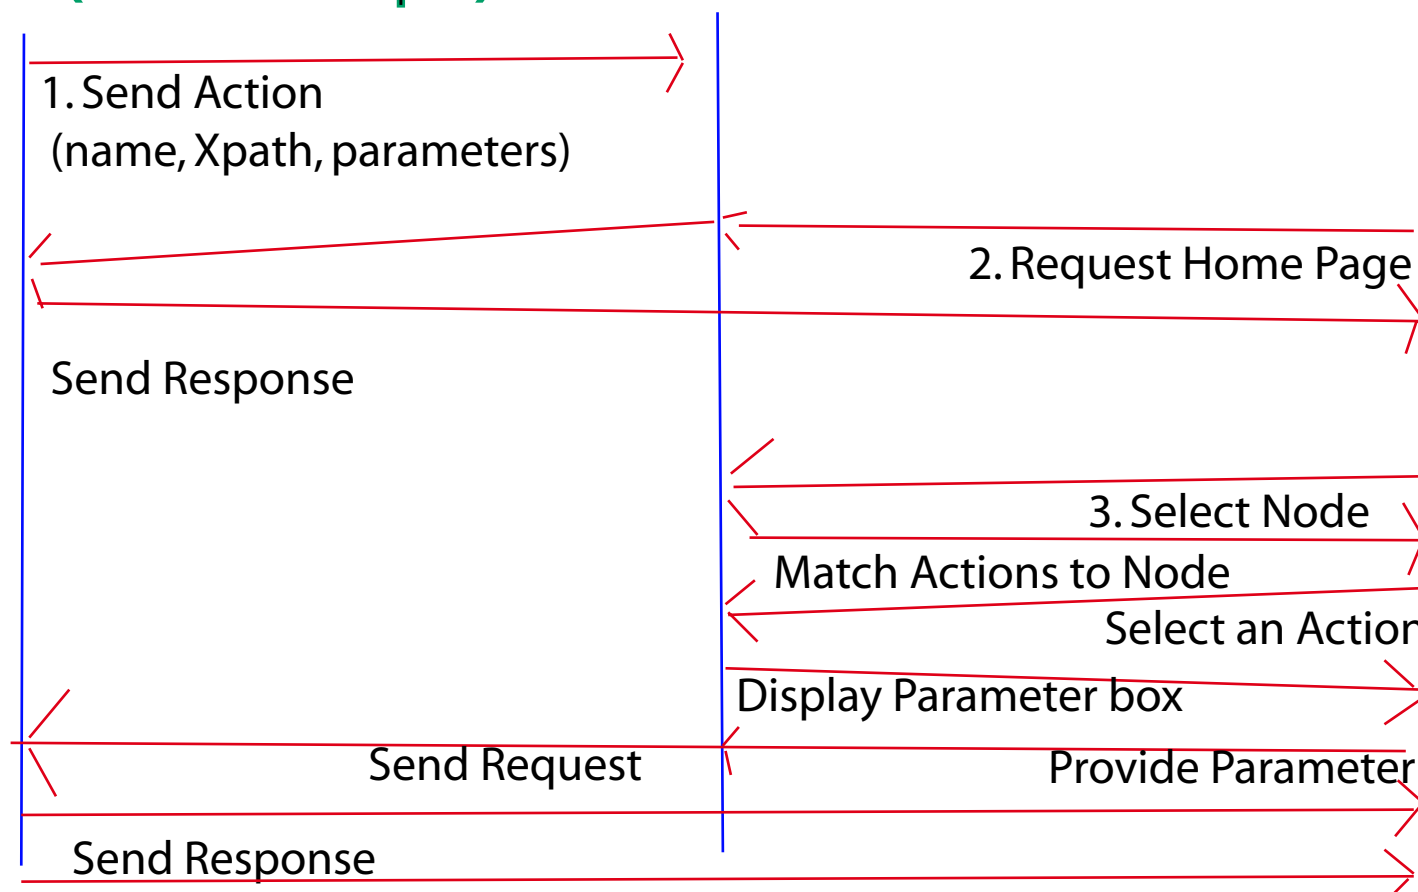 1. Send Action
(name, Xpath, parameters)
2. Request Home Page
Send Response
3. Select Node
Match Actions to Node
Select an Action
Display Parameter box
Send Request
Provide Parameter
Send Response